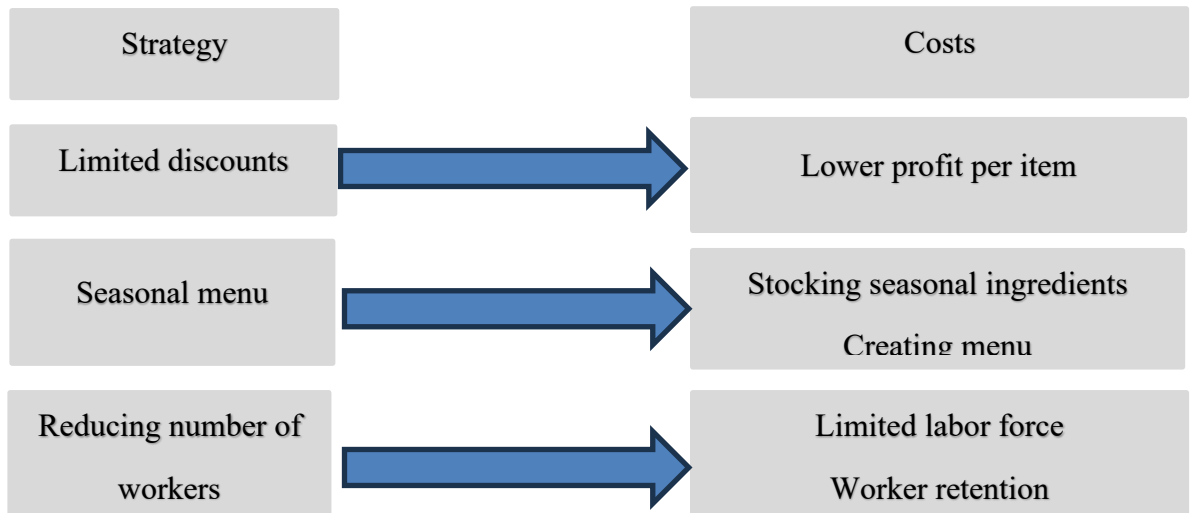 Strategy
Costs
Limited discounts
Lower profit per item
Seasonal menu
Stocking seasonal ingredients
Creating menu
Reducing number of
workers
Limited labor force
Worker retention